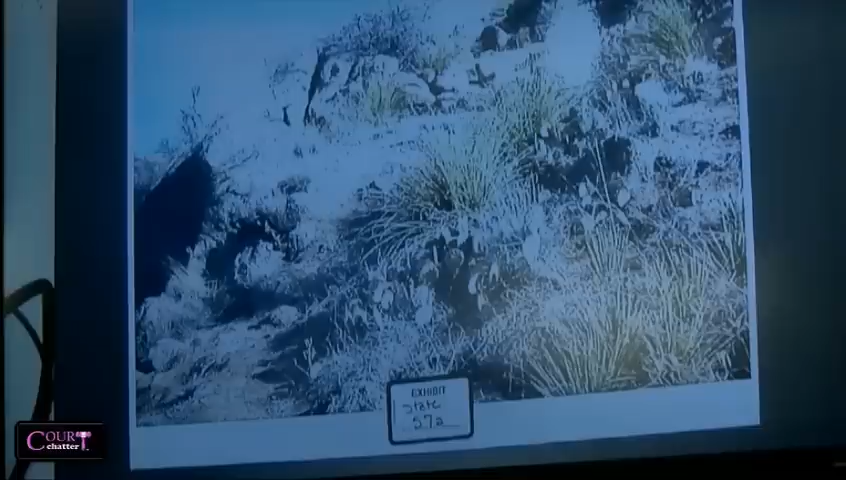 EXHIBIT
State
57a
COURT
chatter